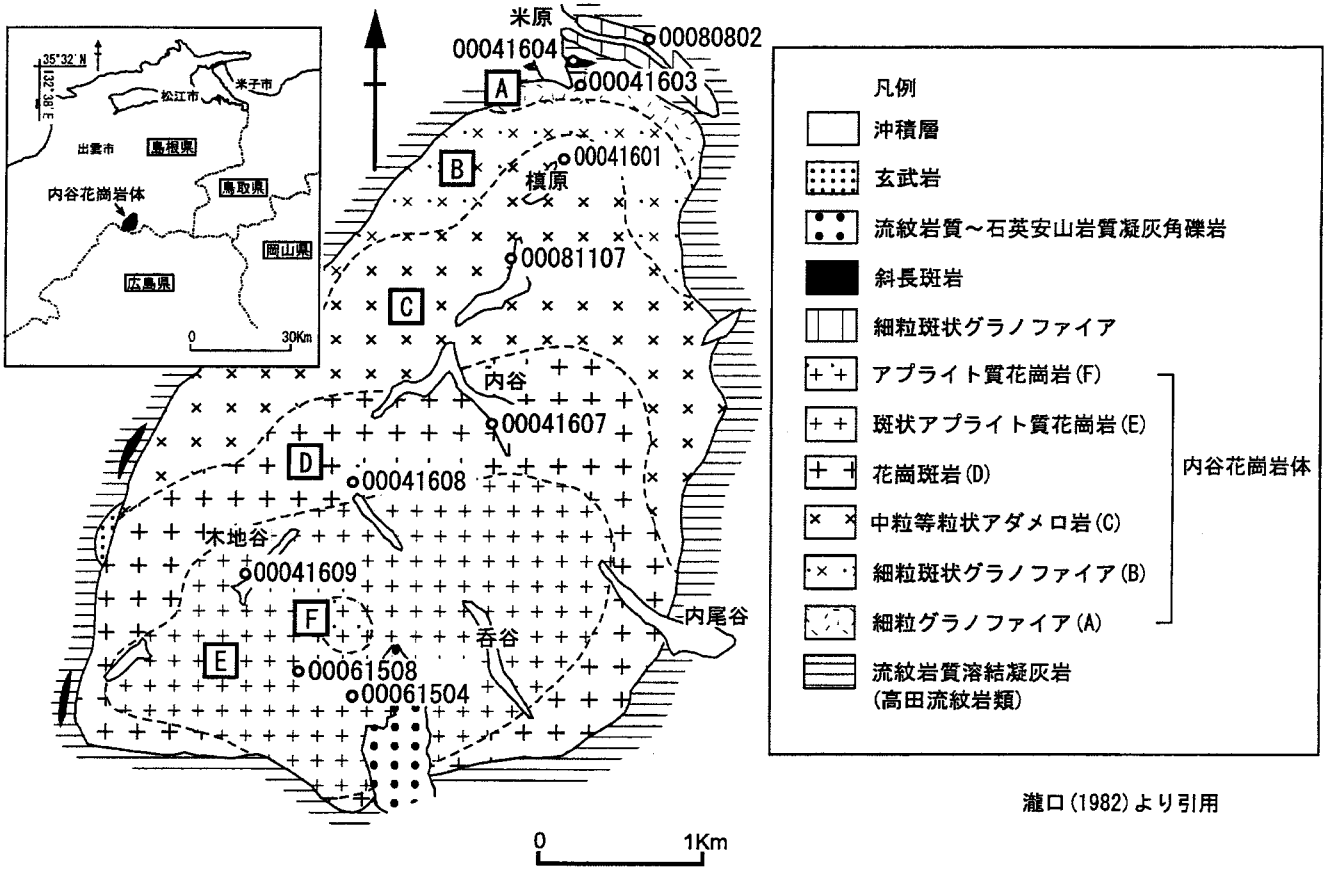 35°32′N
132°38′E
松江市
米子市
出雲市
島根県
鳥取県
内谷花崗岩体
岡山県
広島県
0 30Km
米原
00080802
00041604
00041603
A
B
00041601
槙原
00081107
C
内谷
00041607
D
00041608
木地谷
00041609
F
内尾谷
呑谷
E
00061508
00061504
0 1Km
凡例
沖積層
玄武岩
流紋岩質～石英安山岩質凝灰角礫岩
斜長斑岩
細粒斑状グラノファイア
アプライト質花崗岩(F)
斑状アプライト質花崗岩(E)
花崗斑岩(D)
中粒等粒状アダメロ岩(C)
細粒斑状グラノファイア(B)
細粒グラノファイア(A)
内谷花崗岩体
流紋岩質溶結凝灰岩
(高田流紋岩類)
瀧口(1982)より引用